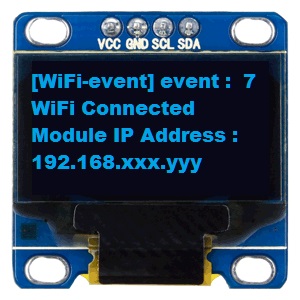 VCC GND SCL SDA
[WiFi-event] event : 7
WiFi Connected
Module IP Address :
192.168.xxx.yyy